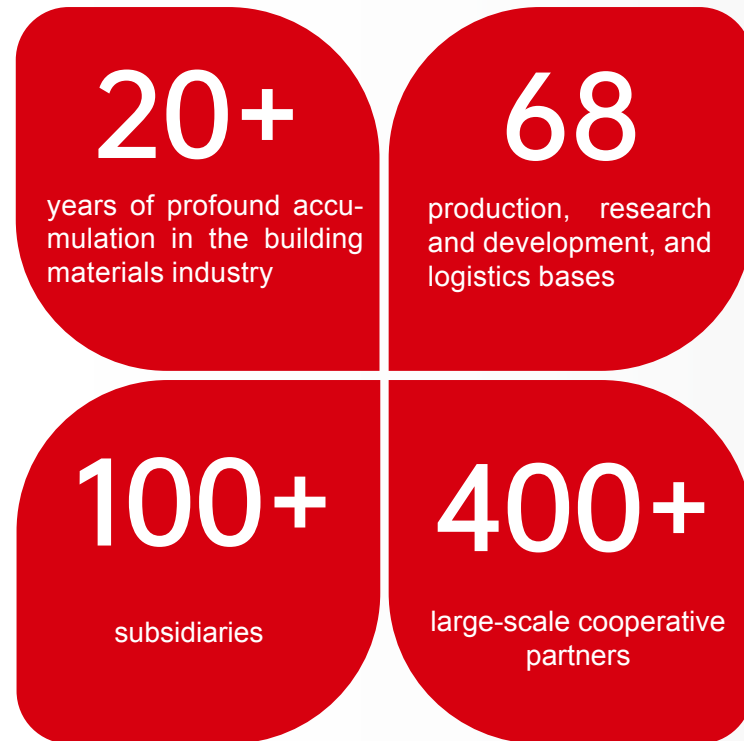 20+
years of profound accu-
mulation in the building
materials industry
68
production, research
and development, and
logistics bases
100+
subsidiaries
400+
large-scale cooperative
partners